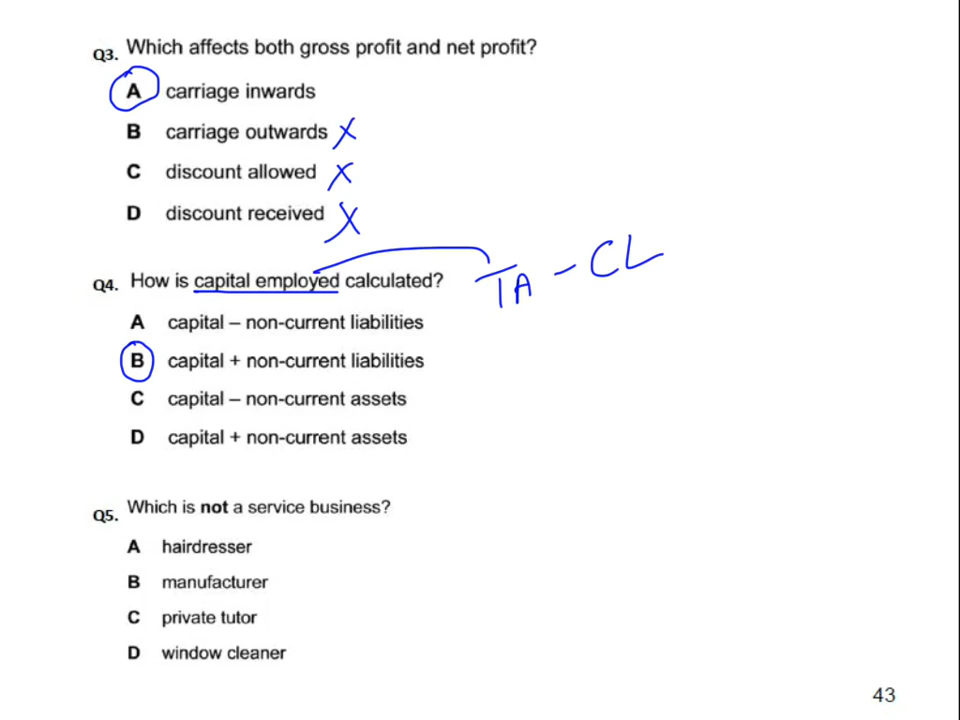 Q3. Which affects both gross profit and net profit?
A carriage inwards
B carriage outwards X
C discount allowed X
D discount received X
Q4. How is capital employed calculated? TA - CL
A capital – non-current liabilities
B capital + non-current liabilities
C capital – non-current assets
D capital + non-current assets
Q5. Which is not a service business?
A hairdresser
B manufacturer
C private tutor
D window cleaner
43